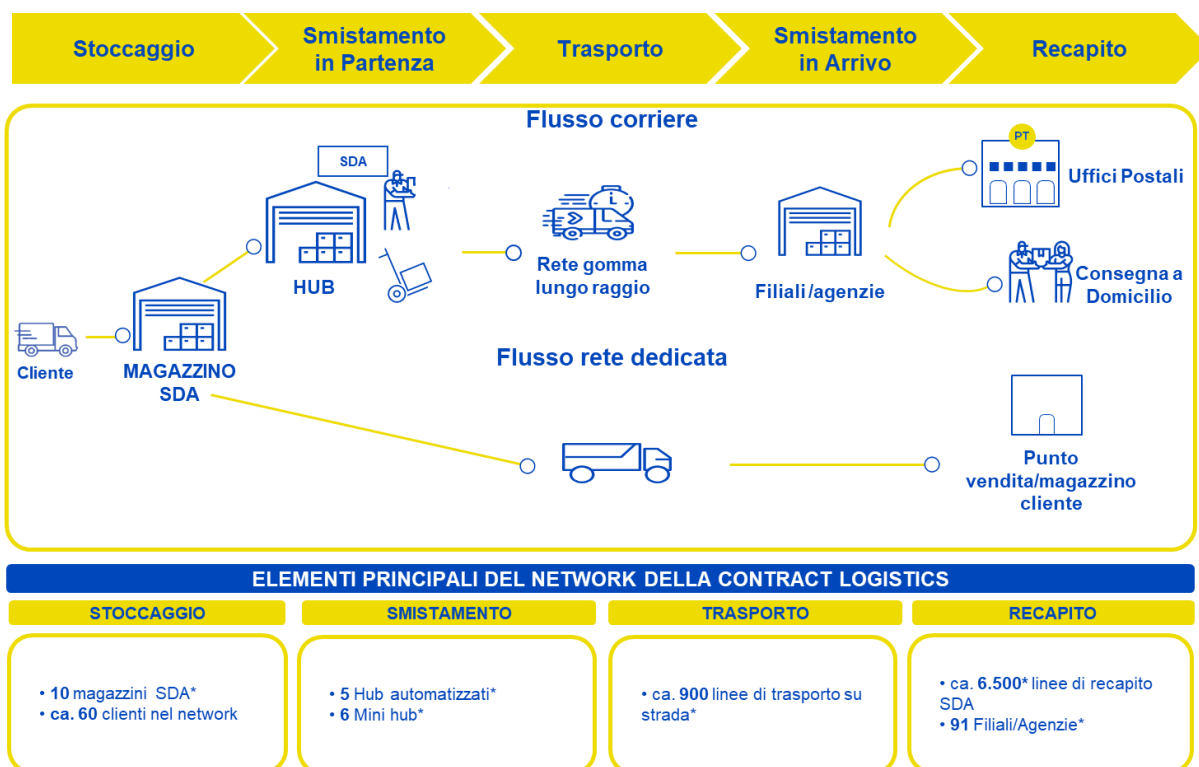 Stoccaggio
Smistamento
in Partenza
Trasporto
Smistamento
in Arrivo
Recapito
Flusso corriere
SDA
HUB
Rete gomma
lungo raggio
Filiali/agenzie
PT
Uffici Postali
Consegna a
Domicilio
Cliente
MAGAZZINO
SDA
Flusso rete dedicata
Punto
vendita/magazzino
cliente
ELEMENTI PRINCIPALI DEL NETWORK DELLA CONTRACT LOGISTICS
STOCCAGGIO
• 10 magazzini SDA*
• ca. 60 clienti nel network
SMISTAMENTO
• 5 Hub automatizzati*
• 6 Mini hub*
TRASPORTO
• ca. 900 linee di trasporto su
strada*
RECAPITO
• ca. 6.500* linee di recapito
SDA
• 91 Filiali/Agenzie*